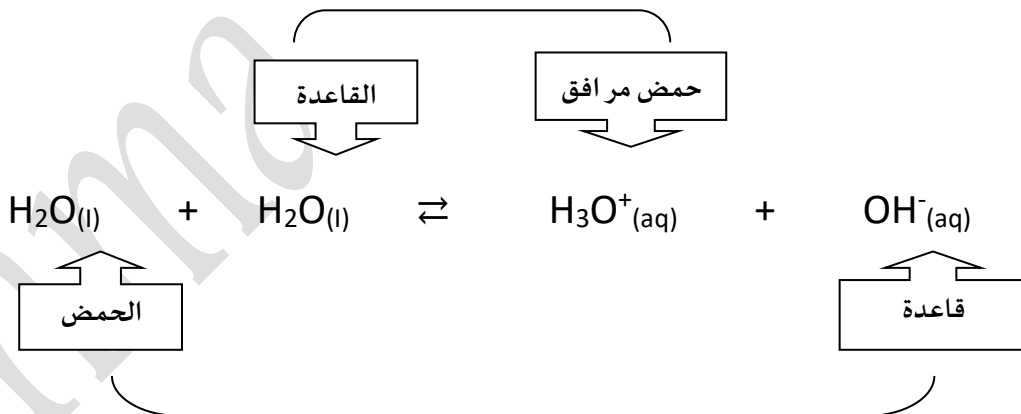 القاعدة
حمض مرافق
H₂O(l) + H₂O(l) ⇄ H₃O⁺(aq) + OH⁻(aq)
الحمض
قاعدة